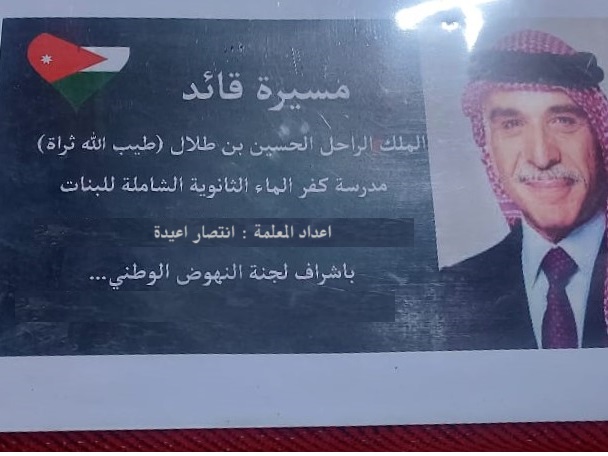 مسيرة قائد
الملك الراحل الحسين بن طلال (طيب الله ثراة)
مدرسة كفر الماء الثانوية الشاملة للبنات
اعداد المعلمة : انتصار اعيدة
باشراف لجنة النهوض الوطني...